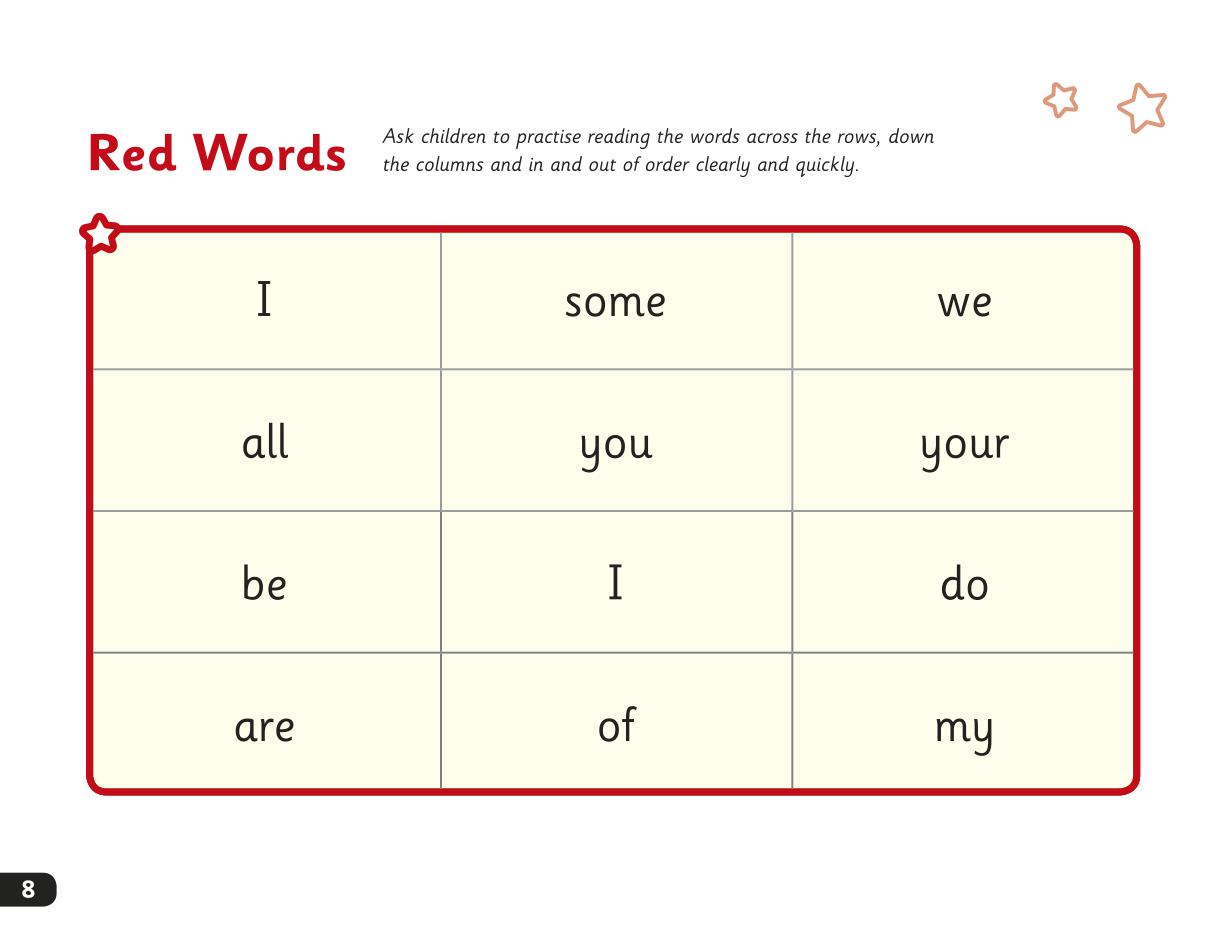 Red Words
Ask children to practise reading the words across the rows, down
the columns and in and out of order clearly and quickly.
I some we
all you your
be I do
are of my
8